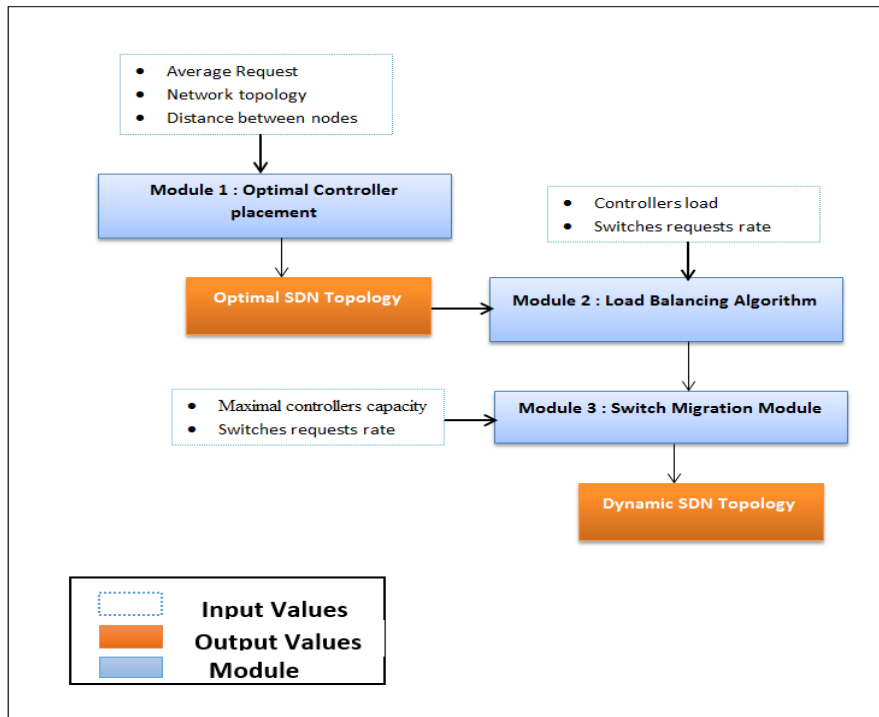 • Average Request
• Network topology
• Distance between nodes
Module 1 : Optimal Controller
placement
• Controllers load
• Switches requests rate
Optimal SDN Topology
Module 2 : Load Balancing Algorithm
• Maximal controllers capacity
• Switches requests rate
Module 3 : Switch Migration Module
Dynamic SDN Topology
Input Values
Output Values
Module